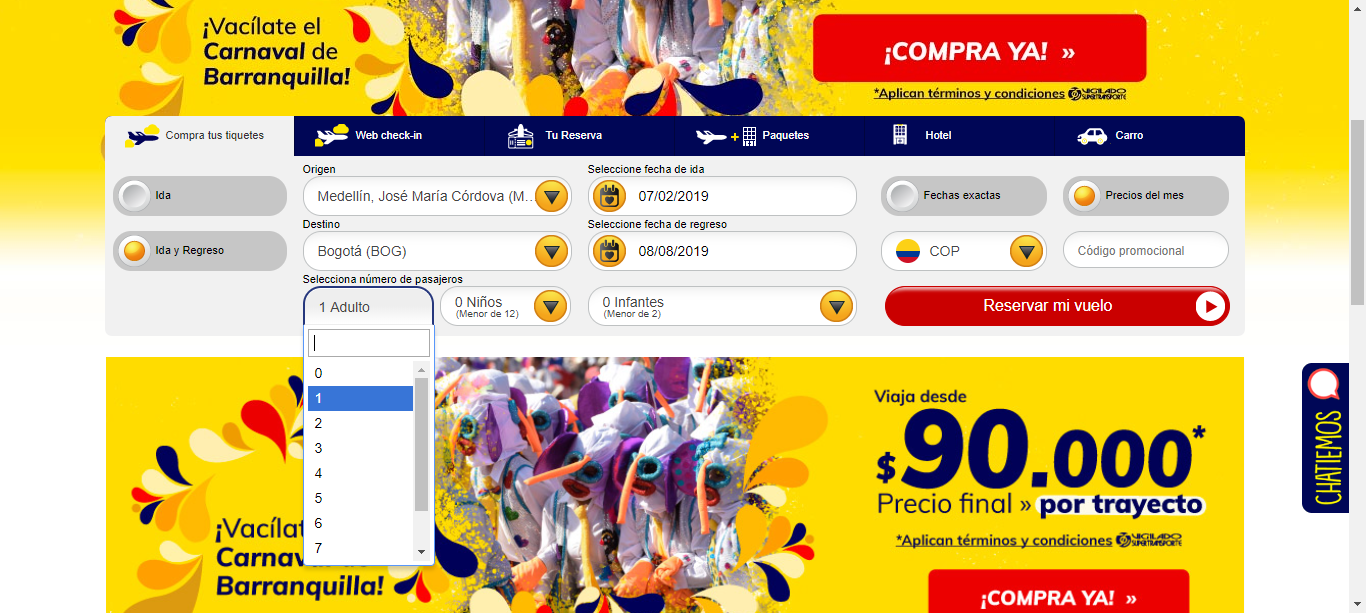 ¡Vacílate el
Carnaval de
Barranquilla!
¡COMPRA YA! »
*Aplican términos y condiciones VIGILADO
SUPERTRANSPORTE
Compra tus tiquetes
Web check-in
Tu Reserva
Paquetes
Hotel
Carro
Origen
Seleccione fecha de ida
Ida
Medellín, José María Córdova (M...
07/02/2019
Fechas exactas
Precios del mes
Destino
Seleccione fecha de regreso
Ida y Regreso
Bogotá (BOG)
08/08/2019
COP
Código promocional
Selecciona número de pasajeros
1 Adulto
0 Niños
(Menor de 12)
0 Infantes
(Menor de 2)
Reservar mi vuelo
0
1
2
3
4
5
6
7
CHATIEMOS
Viaja desde
$90.000*
Precio final » por trayecto
*Aplican términos y condiciones VIGILADO
SUPERTRANSPORTE
¡Vacílat
Carnava de
Barranquilla!
¡COMPRA YA! »